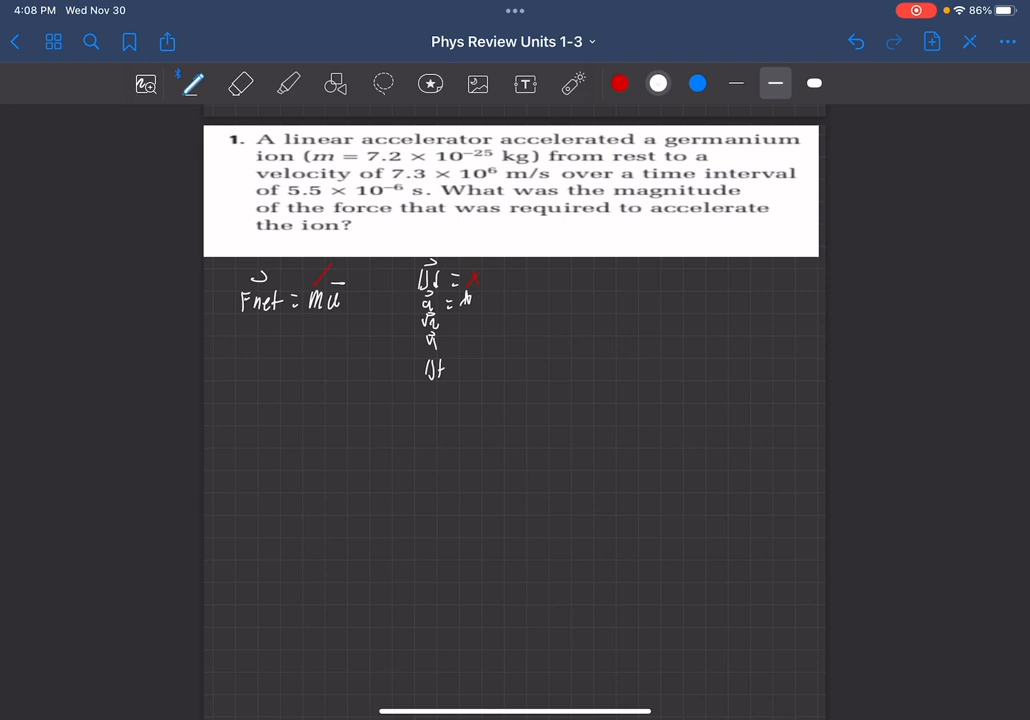 4:08 PM Wed Nov 30
86%
Phys Review Units 1-3
1. A linear accelerator accelerated a germanium
ion (m = 7.2 × 10⁻²⁵ kg) from rest to a
velocity of 7.3 × 10⁶ m/s over a time interval
of 5.5 × 10⁻⁶ s. What was the magnitude
of the force that was required to accelerate
the ion?
Fnet = m
=
=